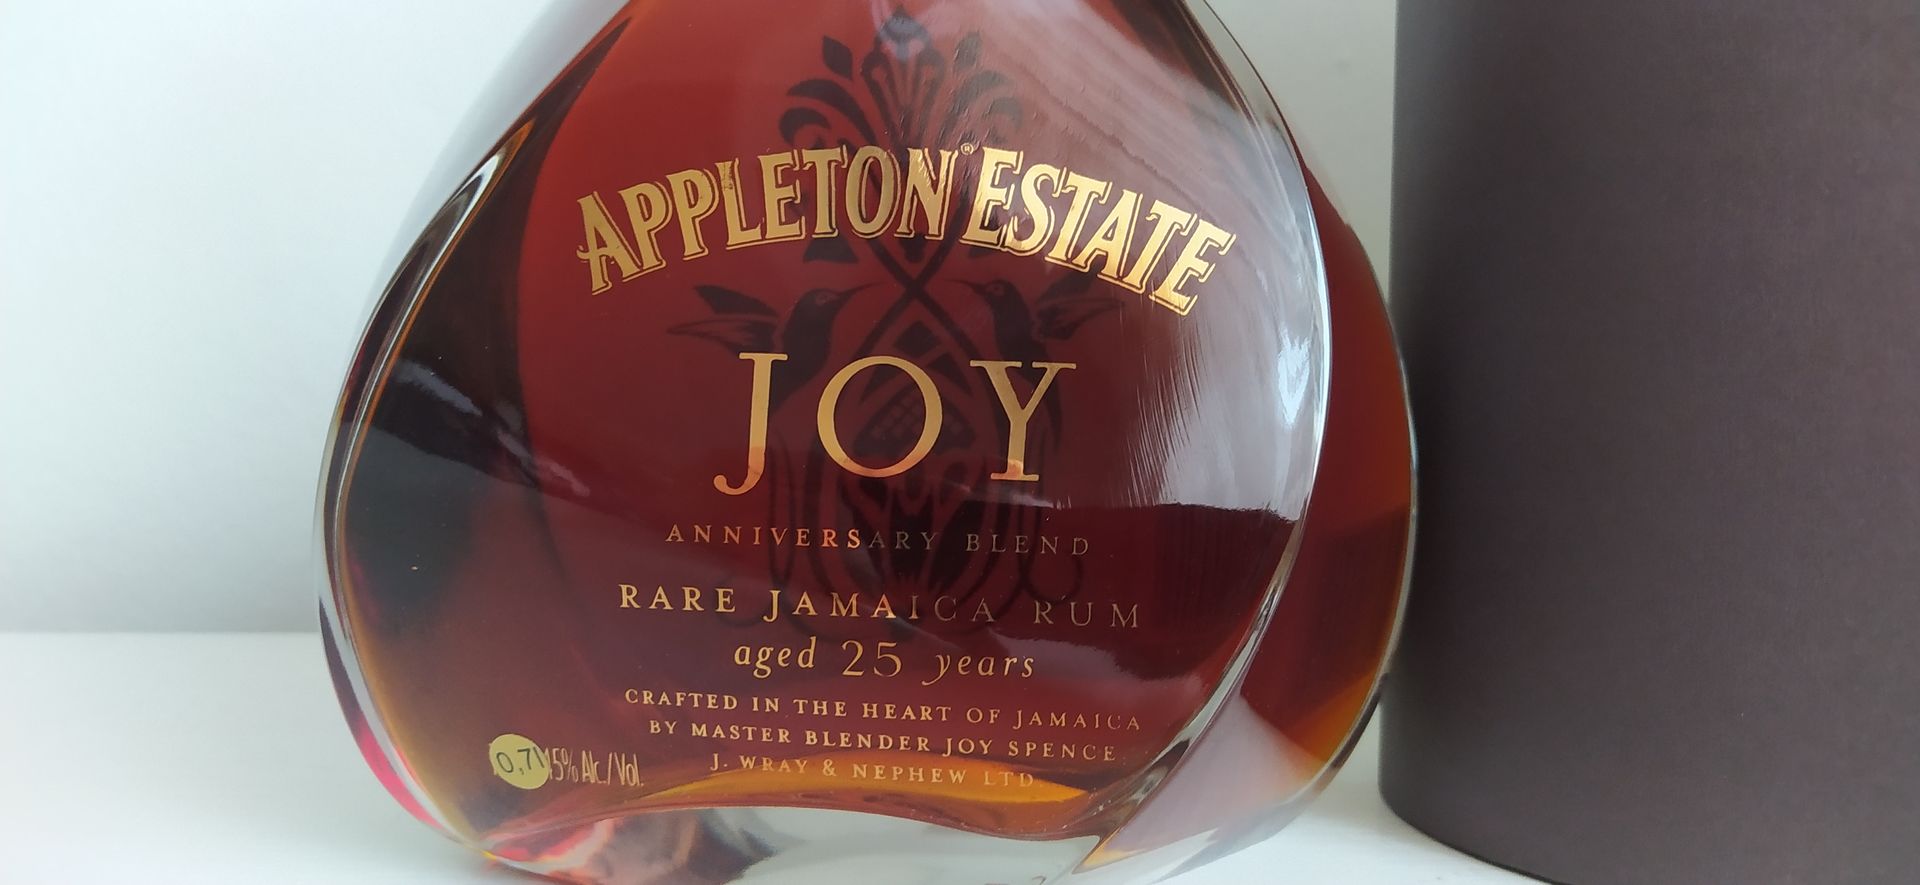 APPLETON ESTATE®
JOY
ANNIVERSARY BLEND
RARE JAMAICA RUM
aged 25 years
CRAFTED IN THE HEART OF JAMAICA
BY MASTER BLENDER JOY SPENCE
J. WRAY & NEPHEW LTD.
0,7l 45% Alc./Vol.